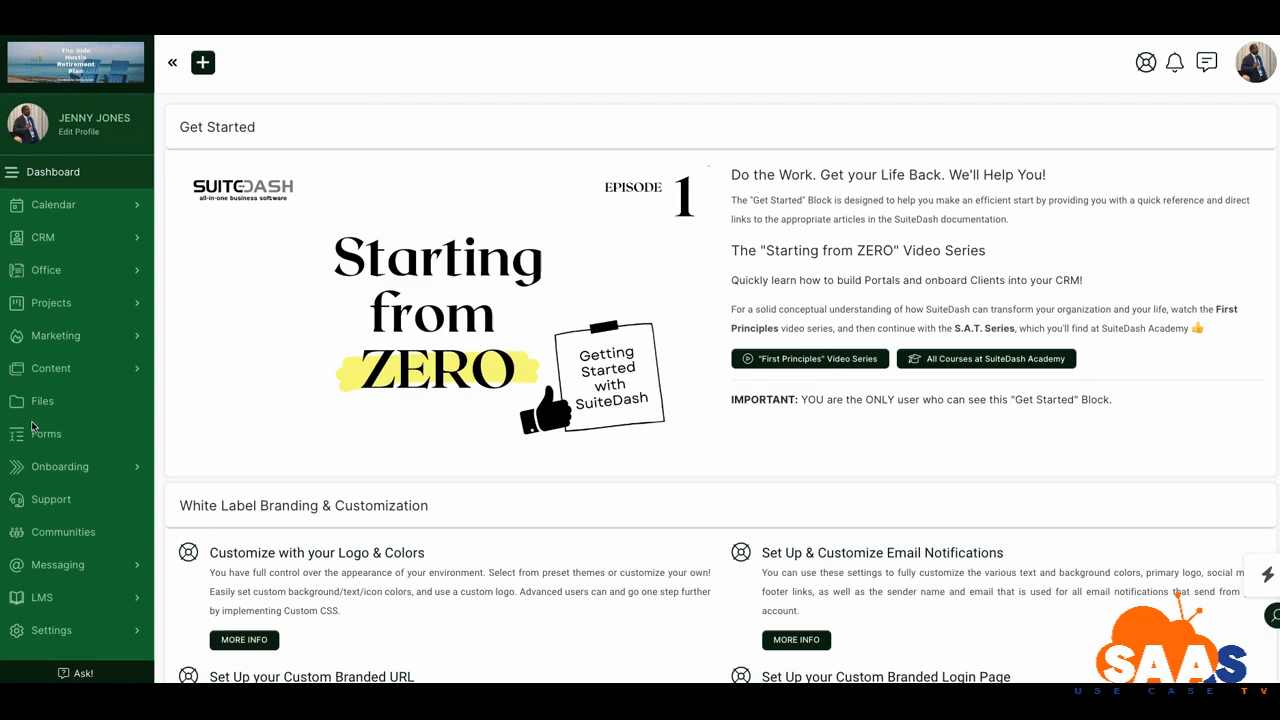 The Side
Hustle
Retirement
Plan
JENNY JONES
Edit Profile
Dashboard
Calendar
CRM
Office
Projects
Marketing
Content
Files
Forms
Onboarding
Support
Communities
Messaging
LMS
Settings
Ask!
Get Started
SUITEDASH
all-in-one business software
EPISODE 1
Starting
from
ZERO
Getting
Started
with
SuiteDash
Do the Work. Get your Life Back. We'll Help You!
The "Get Started" Block is designed to help you make an efficient start by providing you with a quick reference and direct
links to the appropriate articles in the SuiteDash documentation.
The "Starting from ZERO" Video Series
Quickly learn how to build Portals and onboard Clients into your CRM!
For a solid conceptual understanding of how SuiteDash can transform your organization and your life, watch the First
Principles video series, and then continue with the S.A.T. Series, which you'll find at SuiteDash Academy 👍
"First Principles" Video Series
All Courses at SuiteDash Academy
IMPORTANT: YOU are the ONLY user who can see this "Get Started" Block.
White Label Branding & Customization
Customize with your Logo & Colors
You have full control over the appearance of your environment. Select from preset themes or customize your own!
Easily set custom background/text/icon colors, and use a custom logo. Advanced users can and go one step further
by implementing Custom CSS.
MORE INFO
Set Up & Customize Email Notifications
You can use these settings to fully customize the various text and background colors, primary logo, social m
footer links, as well as the sender name and email that is used for all email notifications that send from
account.
MORE INFO
Set Up your Custom Branded URL
Set Up your Custom Branded Login Page
SAAS
USE CASE TV